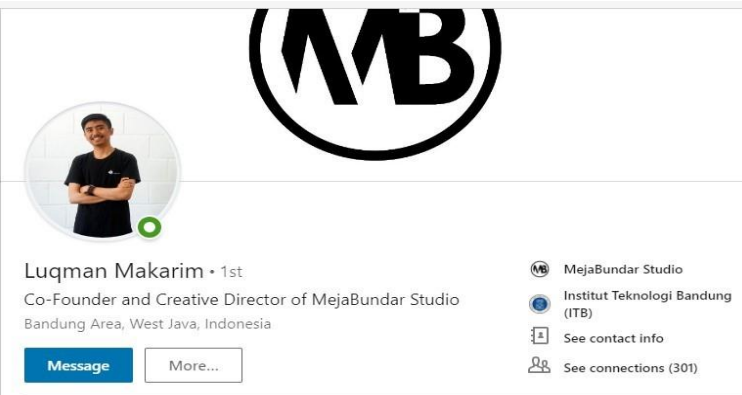 MB
Luqman Makarim • 1st
Co-Founder and Creative Director of MejaBundar Studio
Bandung Area, West Java, Indonesia
Message
More...
MB MejaBundar Studio
Institut Teknologi Bandung
(ITB)
See contact info
See connections (301)